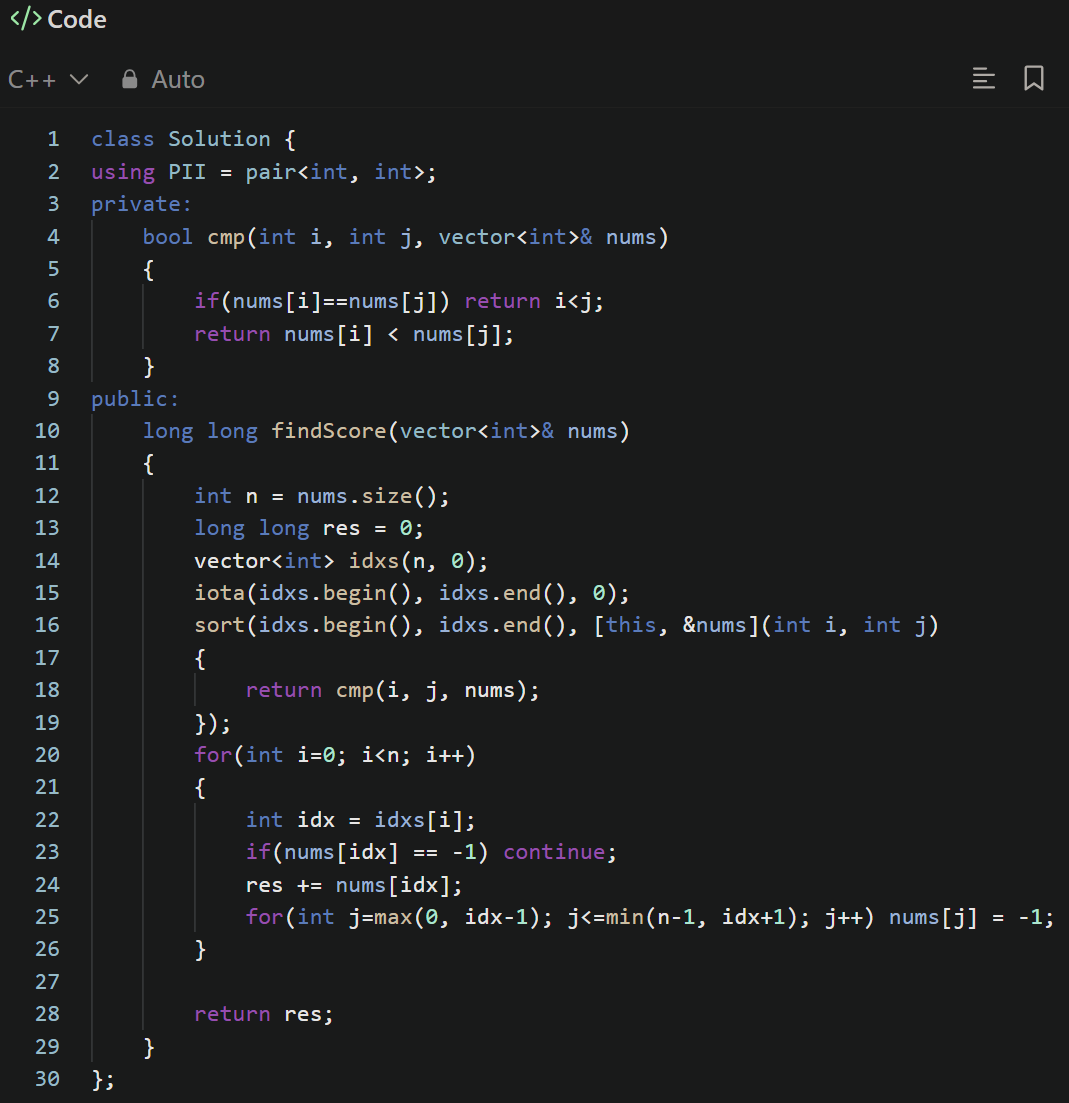 </> Code
C++ Auto
1 class Solution {
2 using PII = pair<int, int>;
3 private:
4     bool cmp(int i, int j, vector<int>& nums)
5     {
6         if(nums[i]==nums[j]) return i<j;
7         return nums[i] < nums[j];
8     }
9 public:
10     long long findScore(vector<int>& nums)
11     {
12         int n = nums.size();
13         long long res = 0;
14         vector<int> idxs(n, 0);
15         iota(idxs.begin(), idxs.end(), 0);
16         sort(idxs.begin(), idxs.end(), [this, &nums](int i, int j)
17         {
18             return cmp(i, j, nums);
19         });
20         for(int i=0; i<n; i++)
21         {
22             int idx = idxs[i];
23             if(nums[idx] == -1) continue;
24             res += nums[idx];
25             for(int j=max(0, idx-1); j<=min(n-1, idx+1); j++) nums[j] = -1;
26         }
27
28         return res;
29     }
30 };